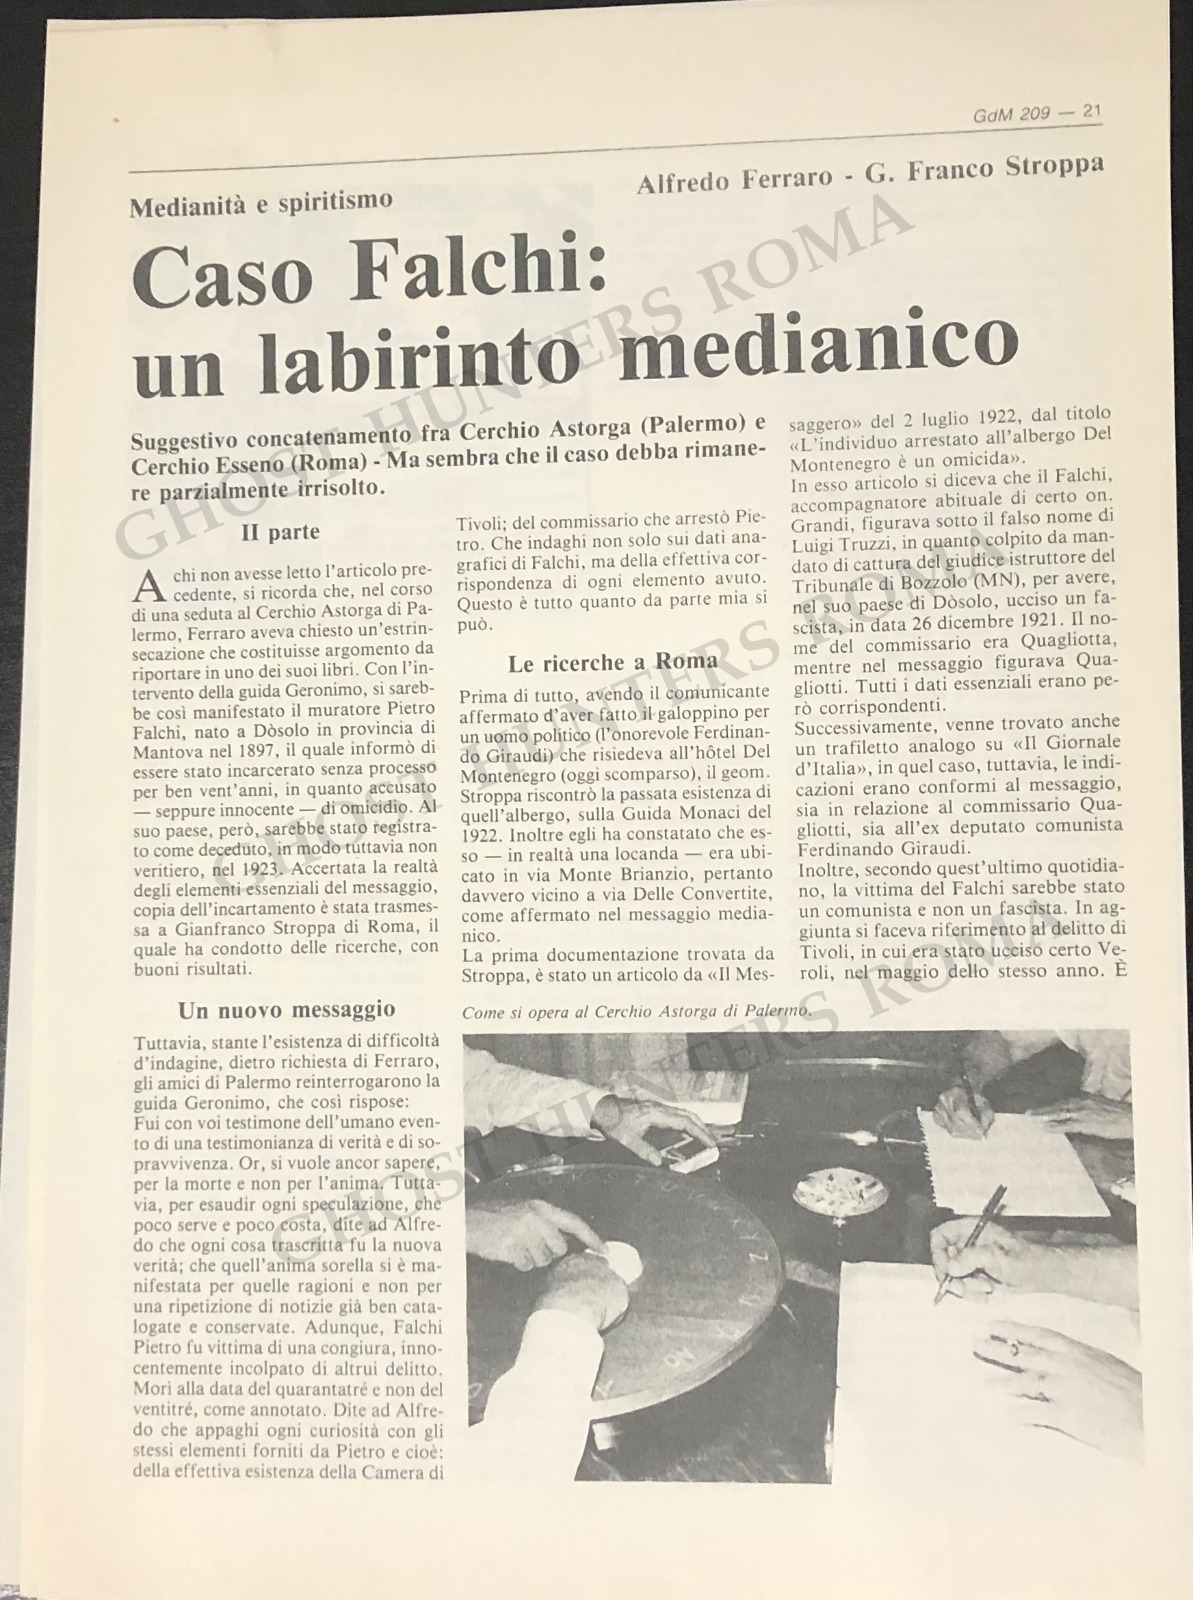 GdM 209 — 21
Medianità e spiritismo
Alfredo Ferraro - G. Franco Stroppa
Caso Falchi:
un labirinto medianico
Suggestivo concatenamento fra Cerchio Astorga (Palermo) e
Cerchio Esseno (Roma) - Ma sembra che il caso debba rimane-
re parzialmente irrisolto.
II parte
A chi non avesse letto l'articolo pre-
cedente, si ricorda che, nel corso
di una seduta al Cerchio Astorga di Pa-
lermo, Ferraro aveva chiesto un'estrin-
secazione che costituisse argomento da
riportare in uno dei suoi libri. Con l'in-
tervento della guida Geronimo, si sareb-
be così manifestato il muratore Pietro
Falchi, nato a Dòsolo in provincia di
Mantova nel 1897, il quale informò di
essere stato incarcerato senza processo
per ben vent'anni, in quanto accusato
— seppure innocente — di omicidio. Al
suo paese, però, sarebbe stato registra-
to come deceduto, in modo tuttavia non
veritiero, nel 1923. Accertata la realtà
degli elementi essenziali del messaggio,
copia dell'incartamento è stata trasmes-
sa a Gianfranco Stroppa di Roma, il
quale ha condotto delle ricerche, con
buoni risultati.
Un nuovo messaggio
Tuttavia, stante l'esistenza di difficoltà
d'indagine, dietro richiesta di Ferraro,
gli amici di Palermo reinterrogarono la
guida Geronimo, che così rispose:
Fui con voi testimone dell'umano even-
to di una testimonianza di verità e di so-
pravvivenza. Or, si vuole ancor sapere,
per la morte e non per l'anima. Tutta-
via, per esaudir ogni speculazione, che
poco serve e poco costa, dite ad Alfre-
do che ogni cosa trascritta fu la nuova
verità; che quell'anima sorella si è ma-
nifestata per quelle ragioni e non per
una ripetizione di notizie già ben cata-
logate e conservate. Adunque, Falchi
Pietro fu vittima di una congiura, inno-
centemente incolpato di altrui delitto.
Morì alla data del quarantatré e non del
ventitré, come annotato. Dite ad Alfre-
do che appaghi ogni curiosità con gli
stessi elementi forniti da Pietro e cioè:
della effettiva esistenza della Camera di
Tivoli; del commissario che arrestò Pie-
tro. Che indaghi non solo sui dati ana-
grafici di Falchi, ma della effettiva cor-
rispondenza di ogni elemento avuto.
Questo è tutto quanto da parte mia si
può.
Le ricerche a Roma
Prima di tutto, avendo il comunicante
affermato d'aver fatto il galoppino per
un uomo politico (l'onorevole Ferdinan-
do Giraudi) che risiedeva all'hôtel Del
Montenegro (oggi scomparso), il geom.
Stroppa riscontrò la passata esistenza di
quell'albergo, sulla Guida Monaci del
1922. Inoltre egli ha constatato che es-
so — in realtà una locanda — era ubi-
cato in via Monte Brianzio, pertanto
davvero vicino a via Delle Convertite,
come affermato nel messaggio media-
nico.
La prima documentazione trovata da
Stroppa, è stato un articolo da «Il Mes-
saggero» del 2 luglio 1922, dal titolo
«L'individuo arrestato all'albergo Del
Montenegro è un omicida».
In esso articolo si diceva che il Falchi,
accompagnatore abituale di certo on.
Grandi, figurava sotto il falso nome di
Luigi Truzzi, in quanto colpito da man-
dato di cattura del giudice istruttore del
Tribunale di Bozzolo (MN), per avere,
nel suo paese di Dòsolo, ucciso un fa-
scista, in data 26 dicembre 1921. Il no-
me del commissario era Quagliotta,
mentre nel messaggio figurava Qua-
gliotti. Tutti i dati essenziali erano pe-
rò corrispondenti.
Successivamente, venne trovato anche
un trafiletto analogo su «Il Giornale
d'Italia», in quel caso, tuttavia, le indi-
cazioni erano conformi al messaggio,
sia in relazione al commissario Qua-
gliotti, sia all'ex deputato comunista
Ferdinando Giraudi.
Inoltre, secondo quest'ultimo quotidia-
no, la vittima del Falchi sarebbe stato
un comunista e non un fascista. In ag-
giunta si faceva riferimento al delitto di
Tivoli, in cui era stato ucciso certo Ve-
roli, nel maggio dello stesso anno. È
Come si opera al Cerchio Astorga di Palermo.
GHOST HUNTERS ROMA
GHOST HUNTERS ROMA
GHOST HUNTERS ROMA